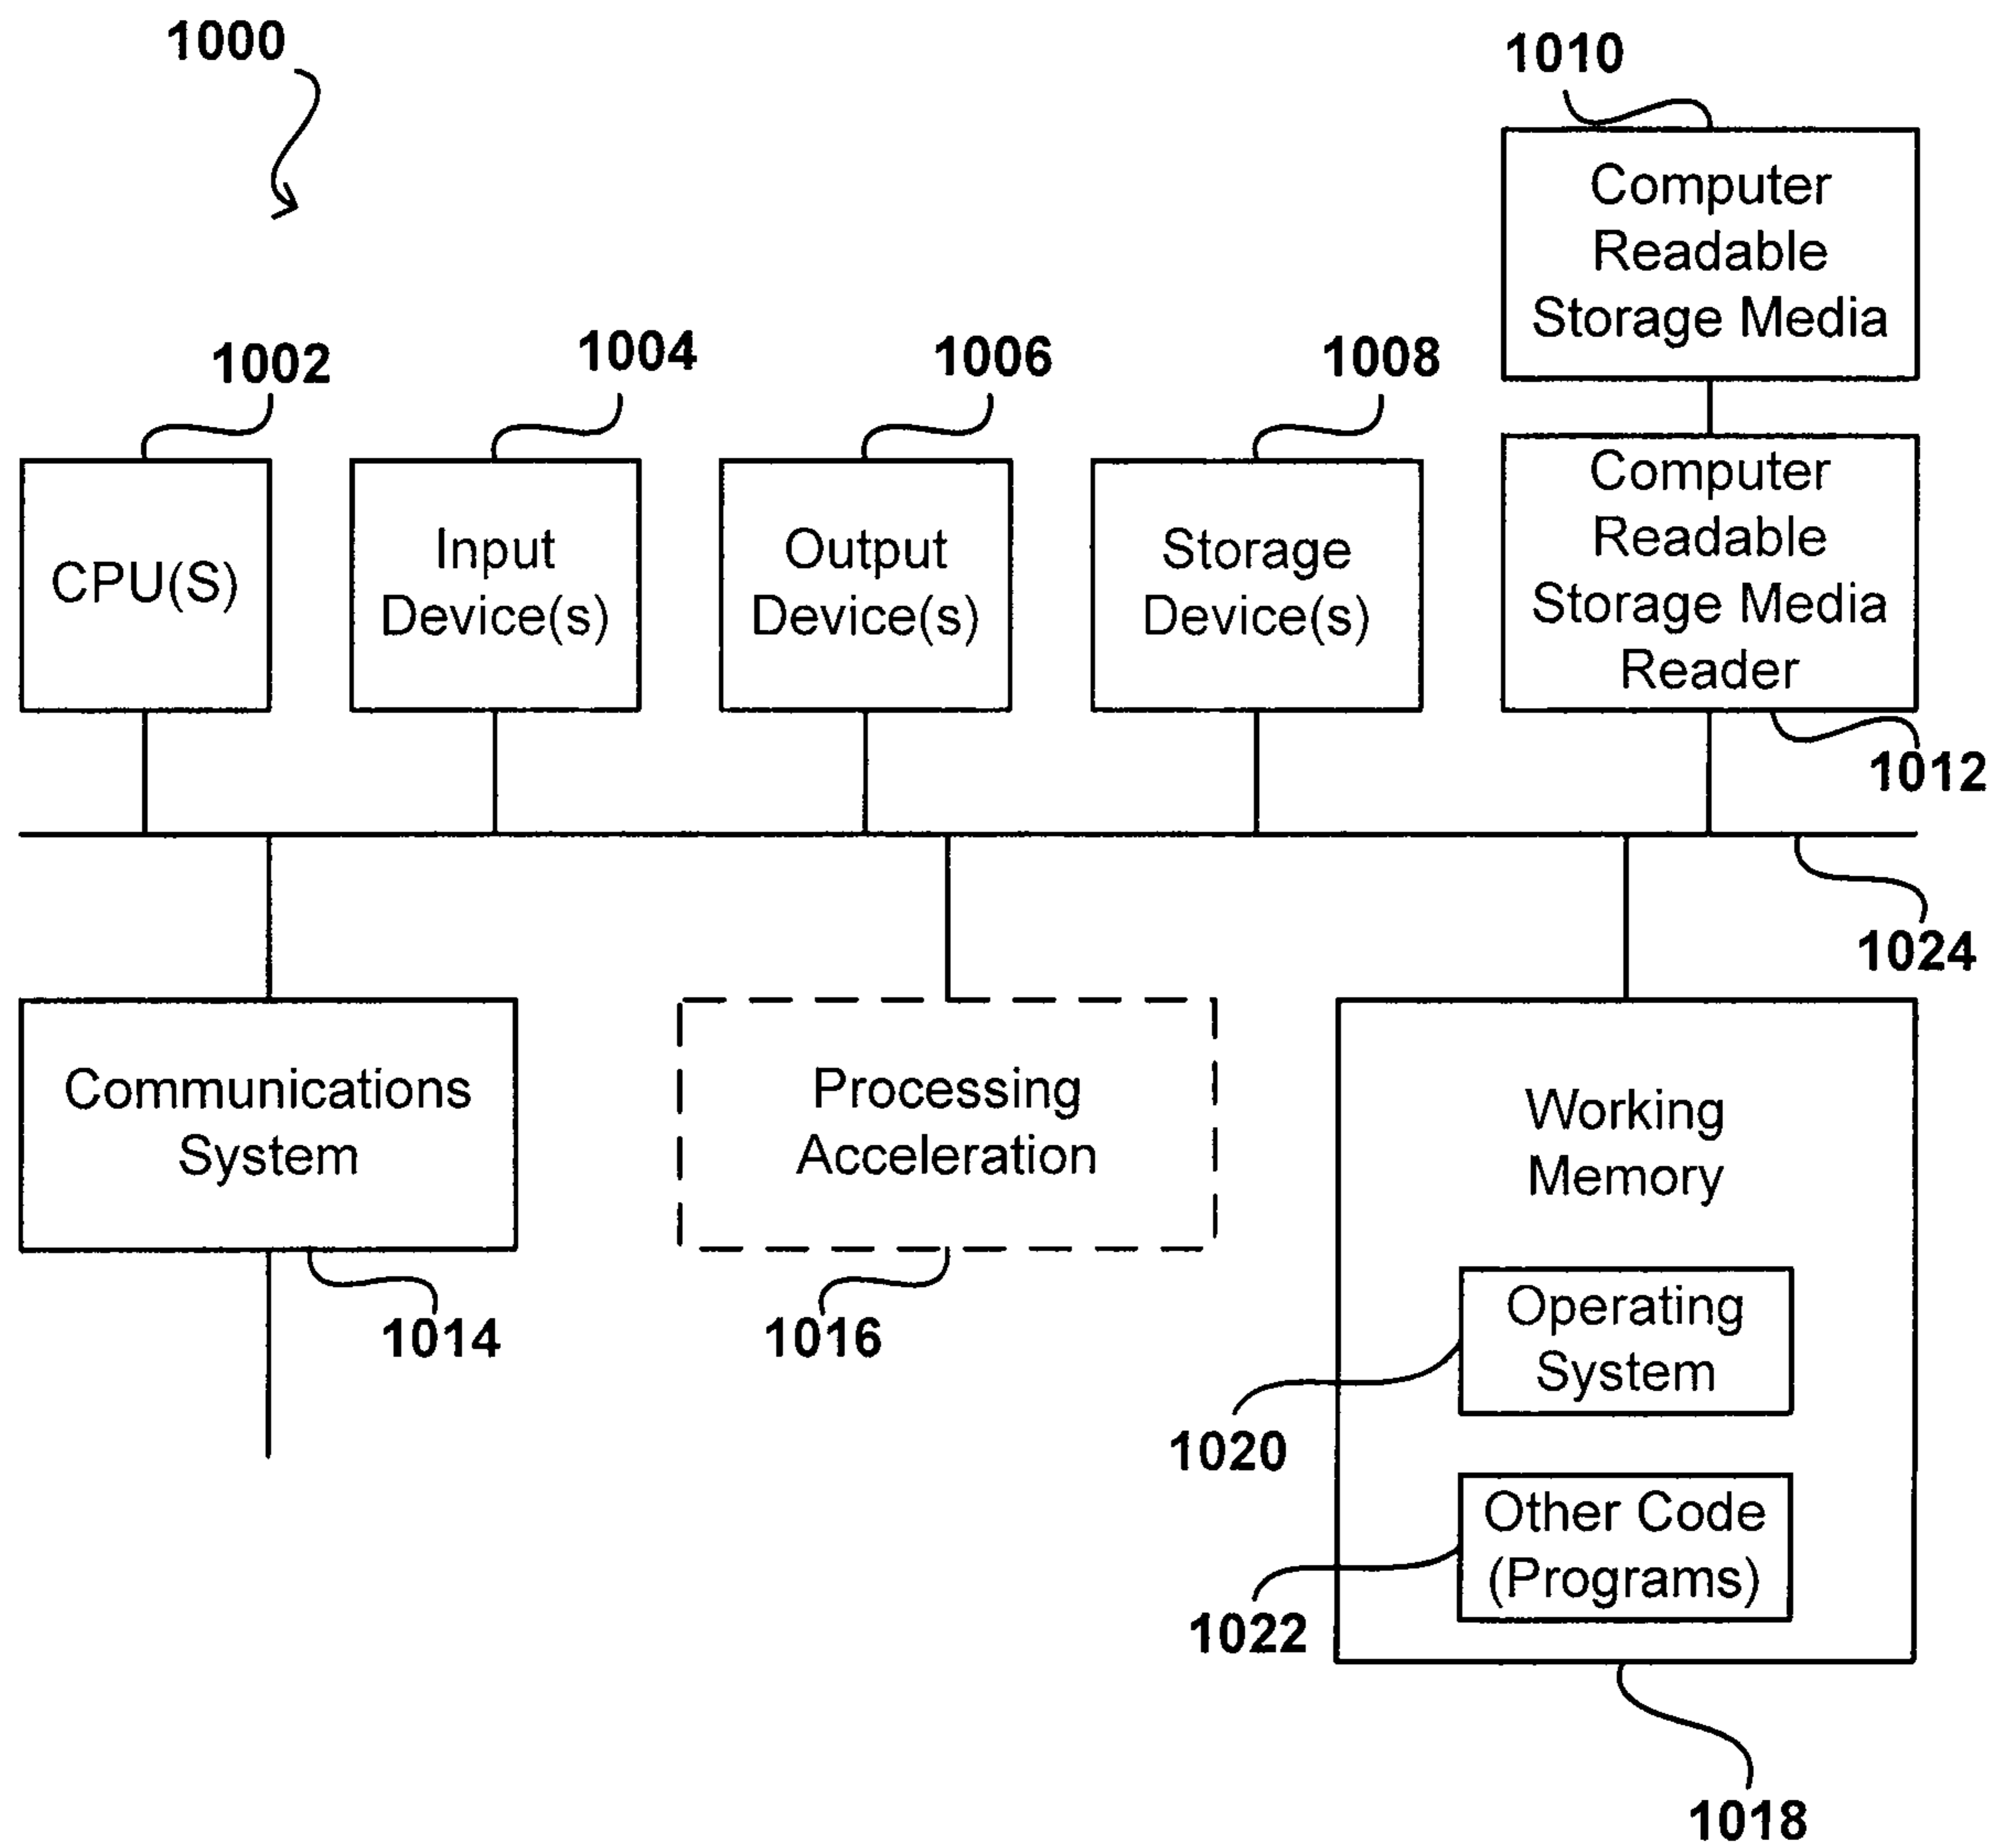 1000
1010
Computer
Readable
Storage Media
1002
1004
1006
1008
CPU(S)
Input
Device(s)
Output
Device(s)
Storage
Device(s)
Computer
Readable
Storage Media
Reader
1012
1024
Communications
System
1014
Processing
Acceleration
1016
Working
Memory
Operating
System
1020
Other Code
(Programs)
1022
1018